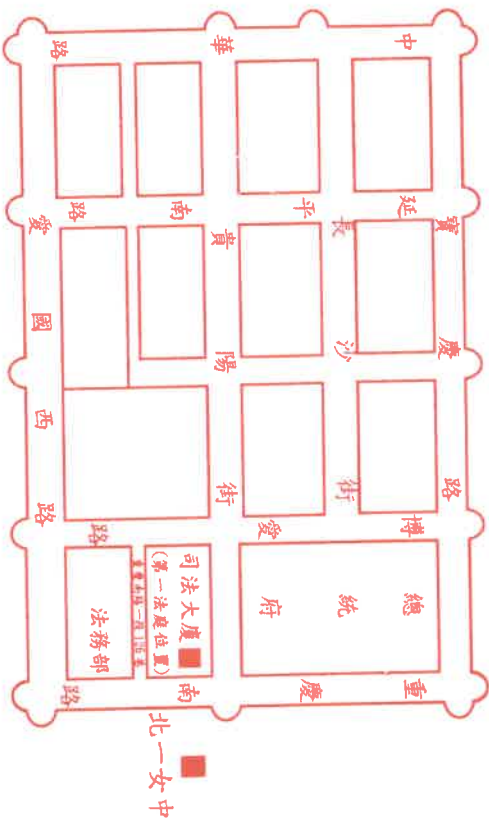 中華路
延平南路
寶慶路
長沙街
貴陽街
愛國西路
博愛路
總統府
司法大廈
(第一法庭位置)
法務部
重慶南路
北一女中